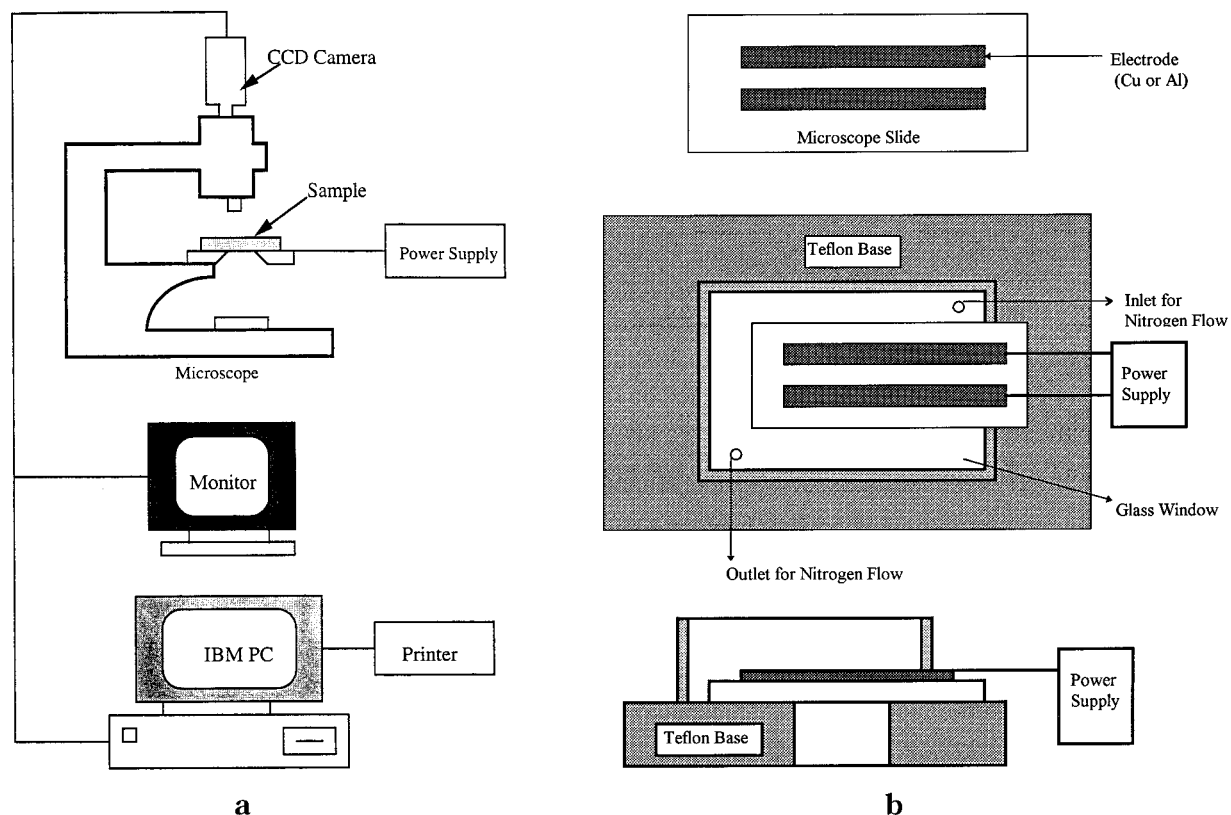 CCD Camera
Sample
Power Supply
Microscope
Monitor
IBM PC
Printer
a
Electrode
(Cu or Al)
Microscope Slide
Teflon Base
Inlet for
Nitrogen Flow
Power
Supply
Glass Window
Outlet for Nitrogen Flow
Power
Supply
Teflon Base
b